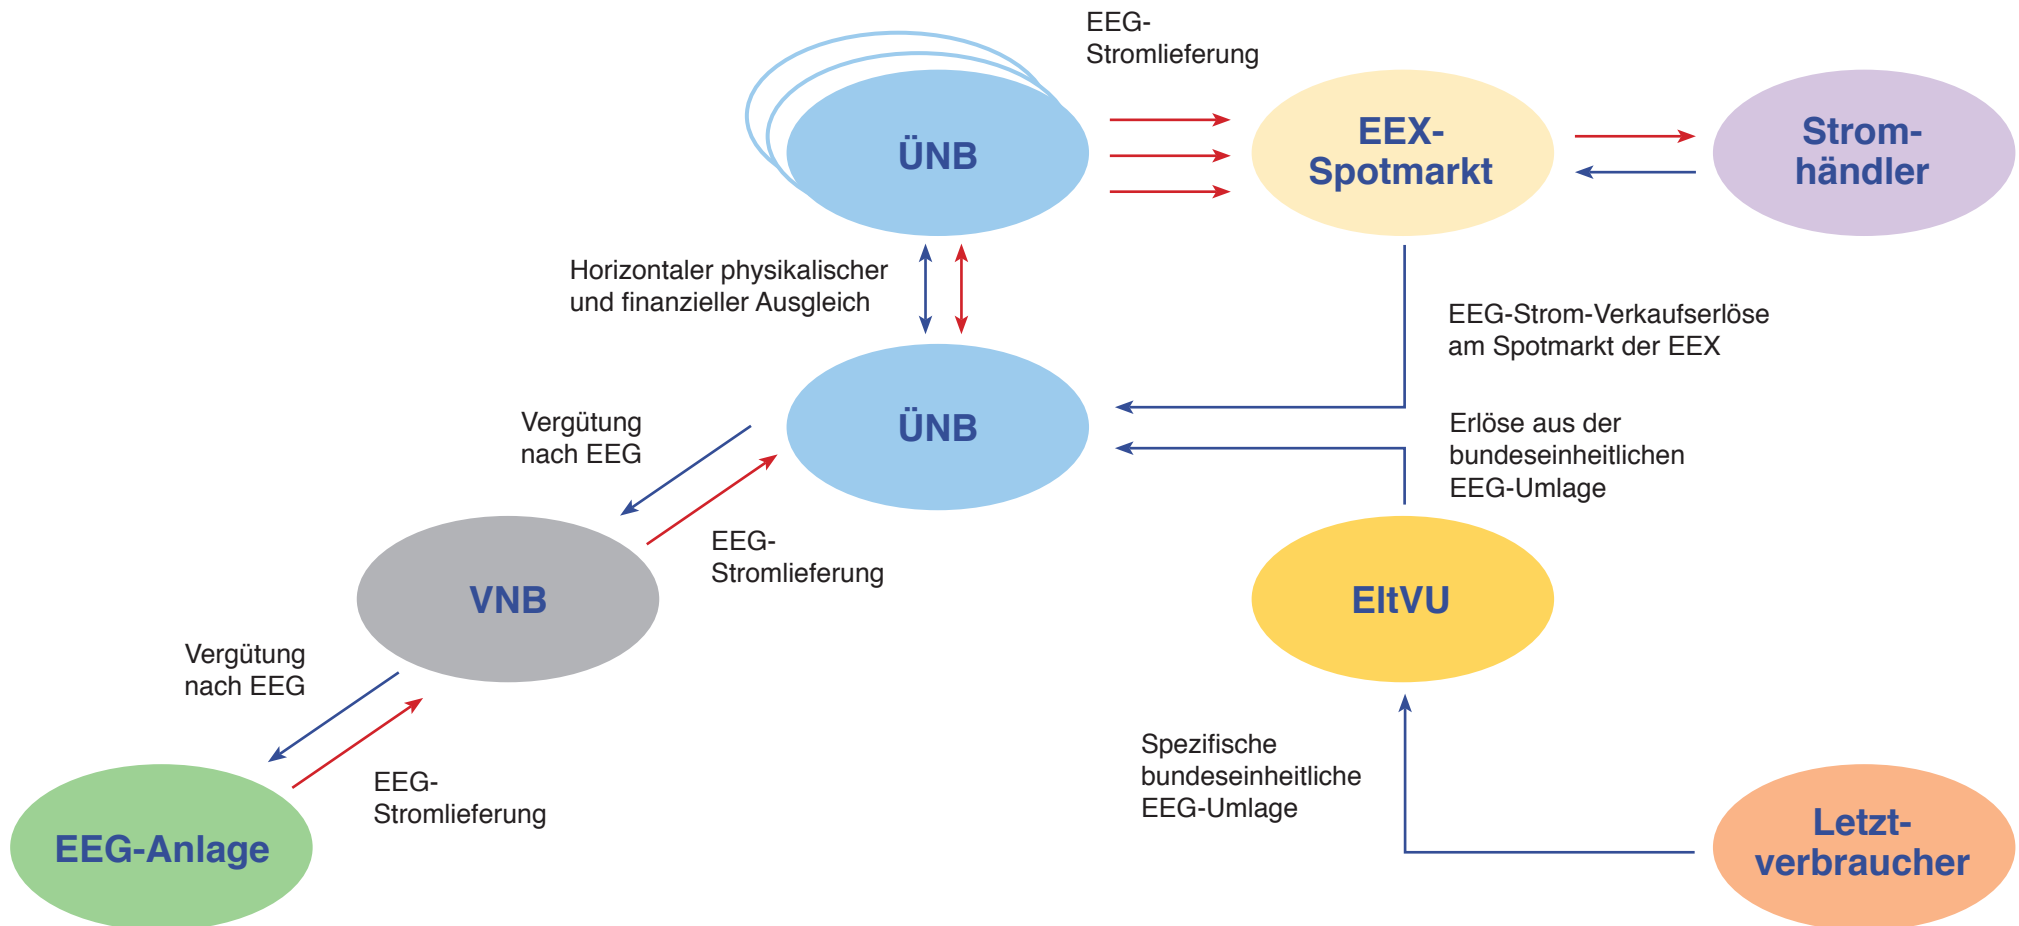 EEG-
Stromlieferung
ÜNB
EEX-
Spotmarkt
Strom-
händler
Horizontaler physikalischer
und finanzieller Ausgleich
EEG-Strom-Verkaufserlöse
am Spotmarkt der EEX
ÜNB
Vergütung
nach EEG
Erlöse aus der
bundeseinheitlichen
EEG-Umlage
EEG-
Stromlieferung
VNB
EltVU
Vergütung
nach EEG
EEG-
Stromlieferung
Spezifische
bundeseinheitliche
EEG-Umlage
EEG-Anlage
Letzt-
verbraucher